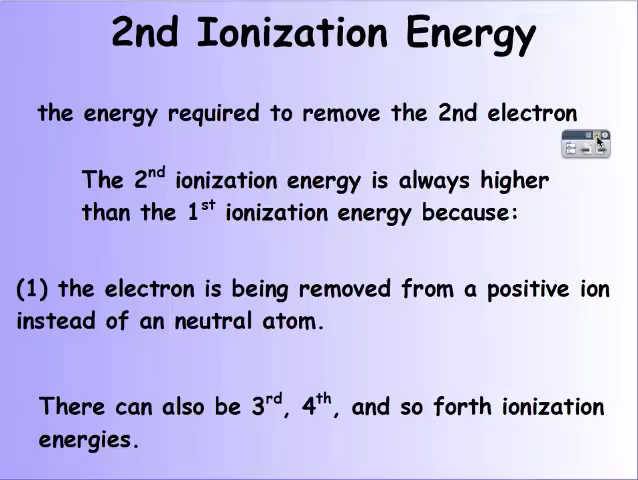 2nd Ionization Energy
the energy required to remove the 2nd electron
The 2nd ionization energy is always higher
than the 1st ionization energy because:
(1) the electron is being removed from a positive ion
instead of an neutral atom.
There can also be 3rd, 4th, and so forth ionization
energies.